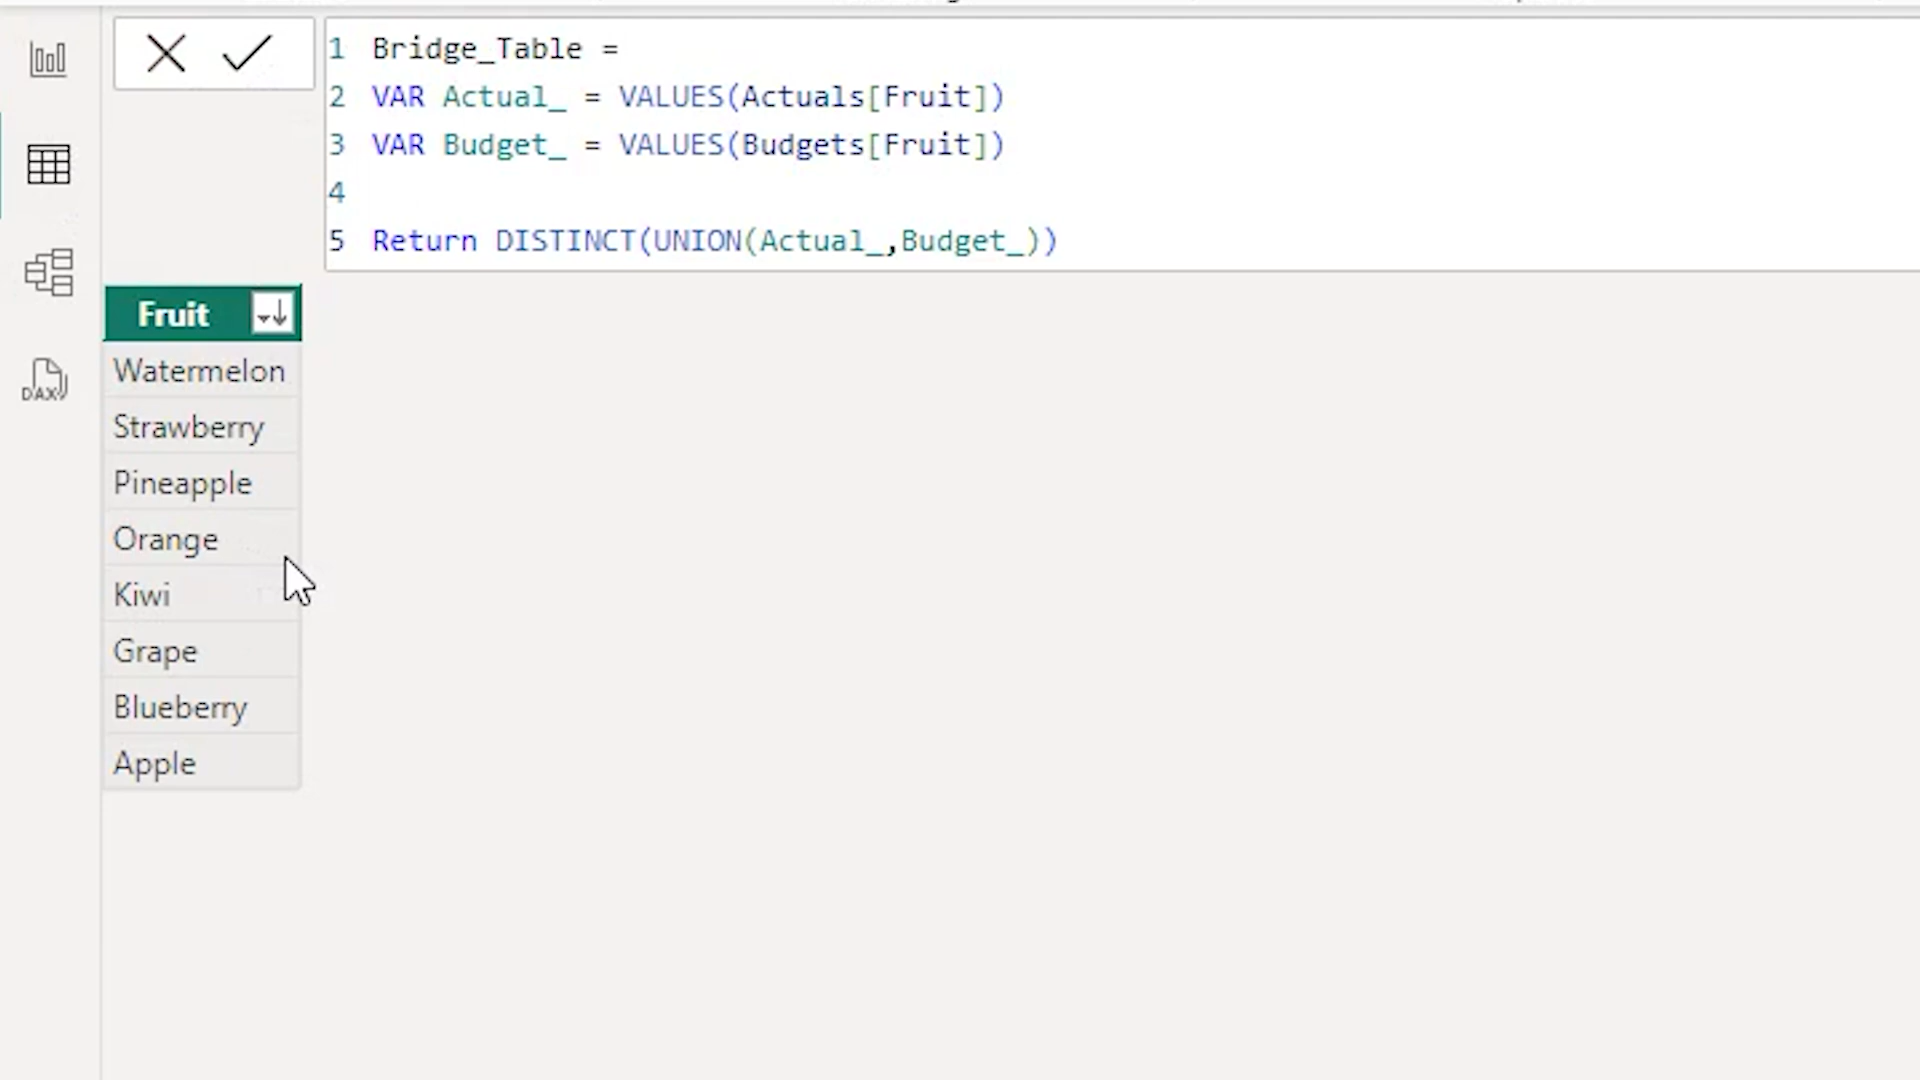 1 Bridge_Table =
2 VAR Actual_ = VALUES(Actuals[Fruit])
3 VAR Budget_ = VALUES(Budgets[Fruit])
4
5 Return DISTINCT(UNION(Actual_,Budget_))
Fruit
Watermelon
Strawberry
Pineapple
Orange
Kiwi
Grape
Blueberry
Apple
DAX